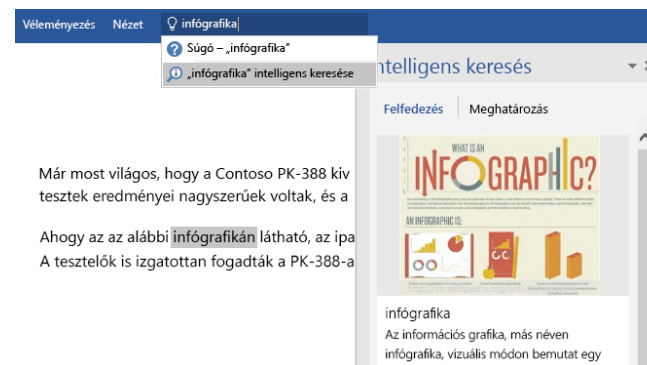 Véleményezés Nézet infógrafika
Súgó – „infógrafika"
„infógrafika" intelligens keresése
ntelligens keresés
Felfedezés Meghatározás
Már most világos, hogy a Contoso PK-388 kiv
tesztek eredményei nagyszerűek voltak, és a
Ahogy az az alábbi infógrafikán látható, az ipa
A tesztelők is izgatottan fogadták a PK-388-a
WHAT IS AN
INFOGRAPHIC?
AN INFOGRAPHIC IS:
infógrafika
Az információs grafika, más néven
infógrafika, vizuális módon bemutat egy